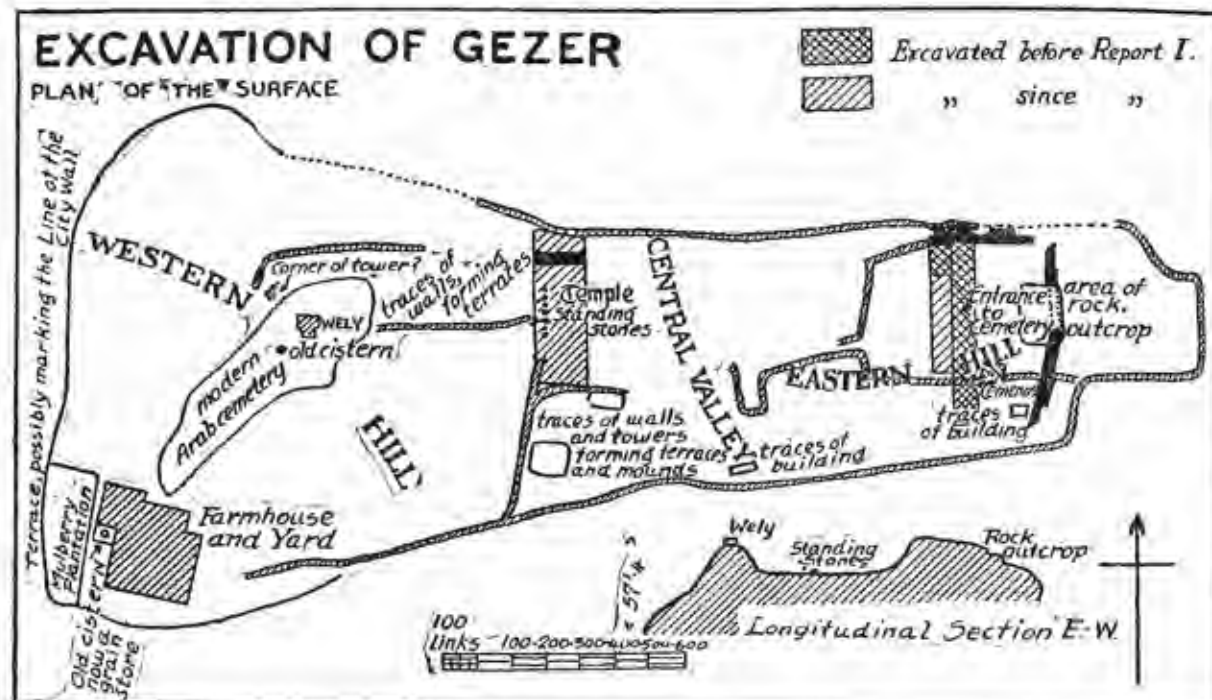 EXCAVATION OF GEZER
PLAN OF THE SURFACE
Excavated before Report I.
„ since „
Terrace, possibly marking the Line of the
City Wall
WESTERN
HILL
Corner of tower?
traces of
walls,
forming
terraces
WELY
old cistern
modern
Arab cemetery
Temple
Standing
stones
CENTRAL VALLEY
EASTERN
HILL
Entrance
to
Cemetery
area of
rock.
outcrop
traces
of building
traces of walls
and towers
forming terraces
and mounds
traces of
building
Mulberry
Plantation
Farmhouse
and Yard
Old cistern
now a
grain
Store
Wely
Standing
Stones
Rock
outcrop
Longitudinal Section E.-W.
100
links 100-200-300-400-500-600